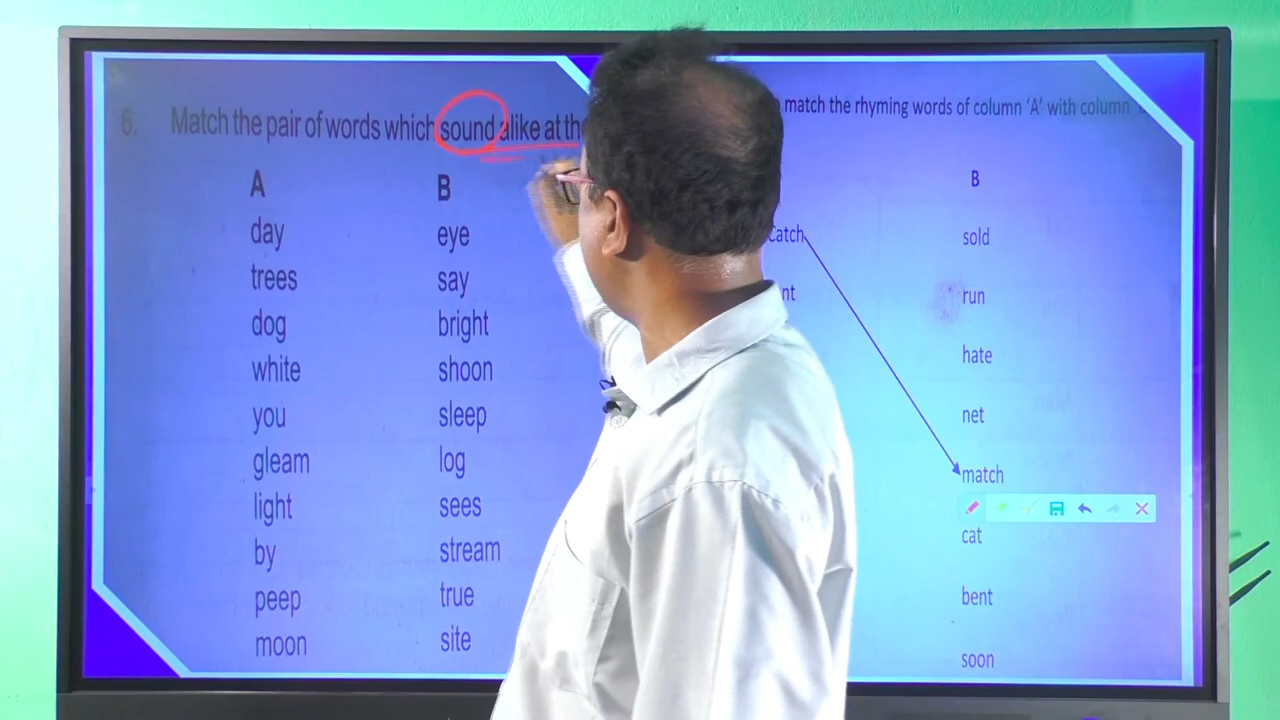 6. Match the pair of words which sound alike at
A B
day eye
trees say
dog bright
white shoon
you sleep
gleam log
light sees
by stream
peep true
moon site
match the rhyming words of column ‘A’ with column
B
Catch sold
run
hate
net
match
cat
bent
soon